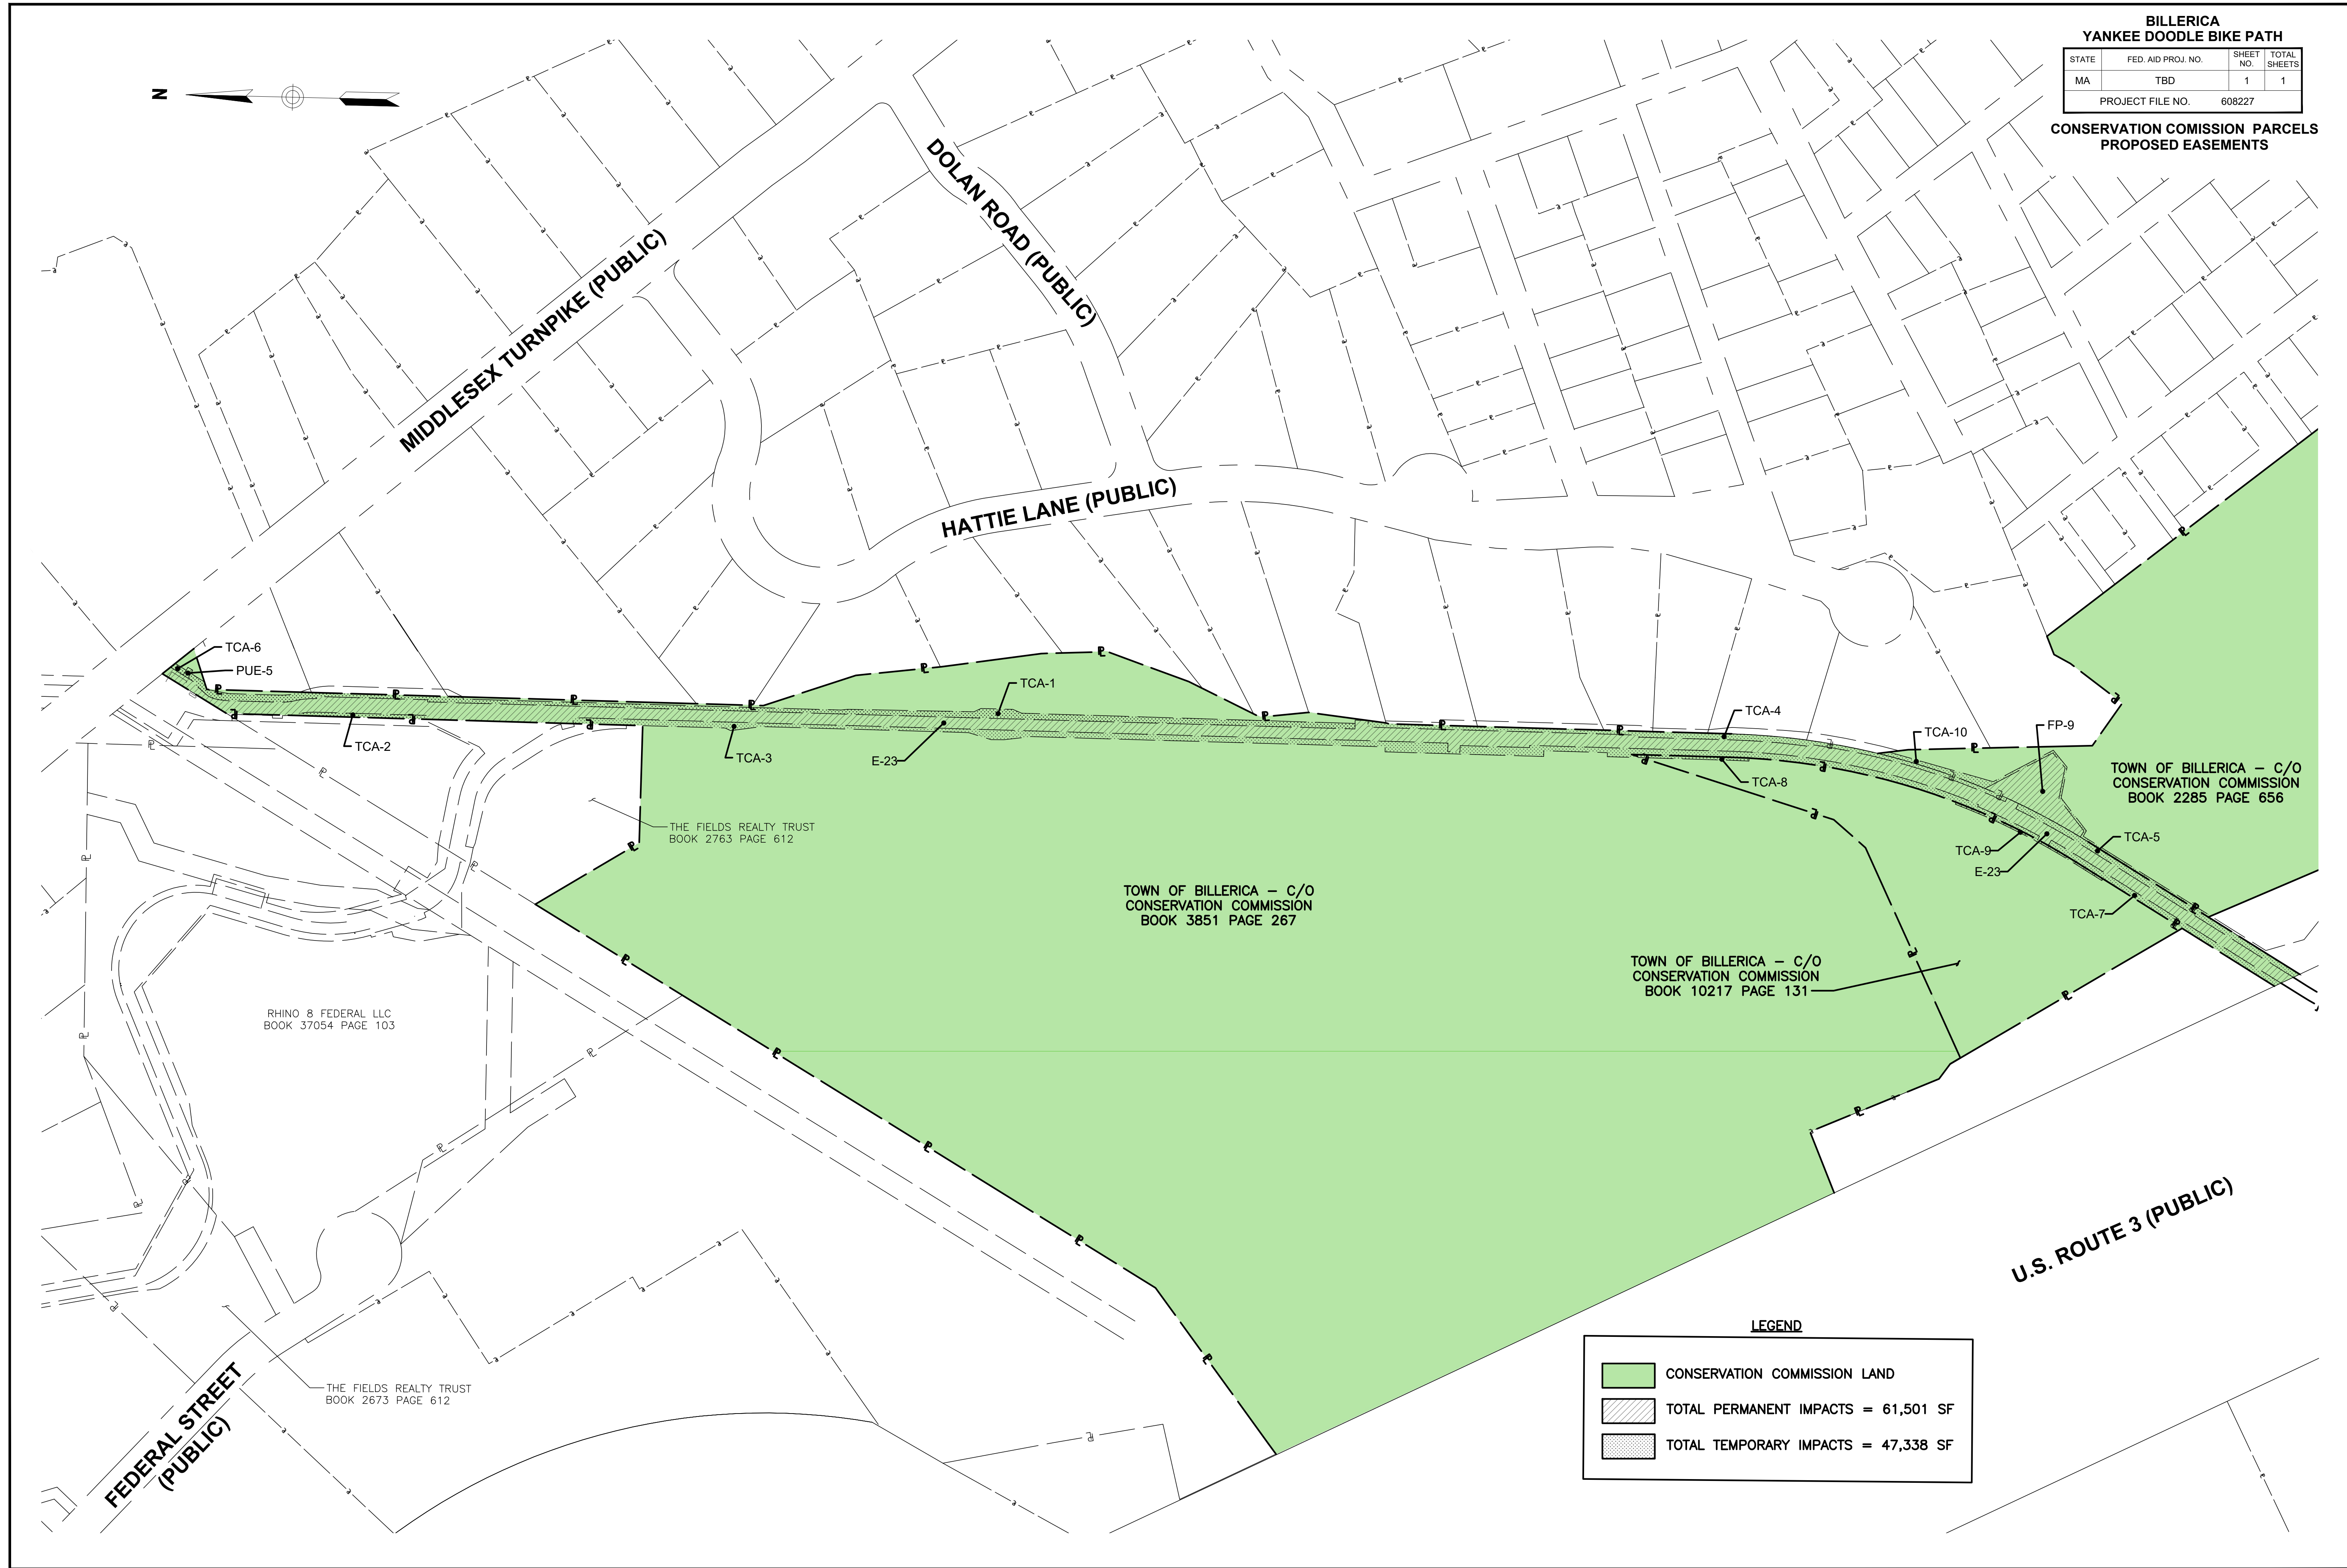 BILLERICA
YANKEE DOODLE BIKE PATH
STATE FED. AID PROJ. NO. SHEET NO. TOTAL SHEETS
MA TBD 1 1
PROJECT FILE NO. 608227
CONSERVATION COMISSION PARCELS
PROPOSED EASEMENTS
N
MIDDLESEX TURNPIKE (PUBLIC)
DOLAN ROAD (PUBLIC)
HATTIE LANE (PUBLIC)
TCA-6
PUE-5
TCA-2
TCA-1
TCA-3
E-23
TCA-4
TCA-8
TCA-10
FP-9
TOWN OF BILLERICA – C/O
CONSERVATION COMMISSION
BOOK 2285 PAGE 656
TCA-5
TCA-9
E-23
TCA-7
THE FIELDS REALTY TRUST
BOOK 2763 PAGE 612
TOWN OF BILLERICA – C/O
CONSERVATION COMMISSION
BOOK 3851 PAGE 267
TOWN OF BILLERICA – C/O
CONSERVATION COMMISSION
BOOK 10217 PAGE 131
RHINO 8 FEDERAL LLC
BOOK 37054 PAGE 103
U.S. ROUTE 3 (PUBLIC)
THE FIELDS REALTY TRUST
BOOK 2673 PAGE 612
FEDERAL STREET
(PUBLIC)
LEGEND
CONSERVATION COMMISSION LAND
TOTAL PERMANENT IMPACTS = 61,501 SF
TOTAL TEMPORARY IMPACTS = 47,338 SF